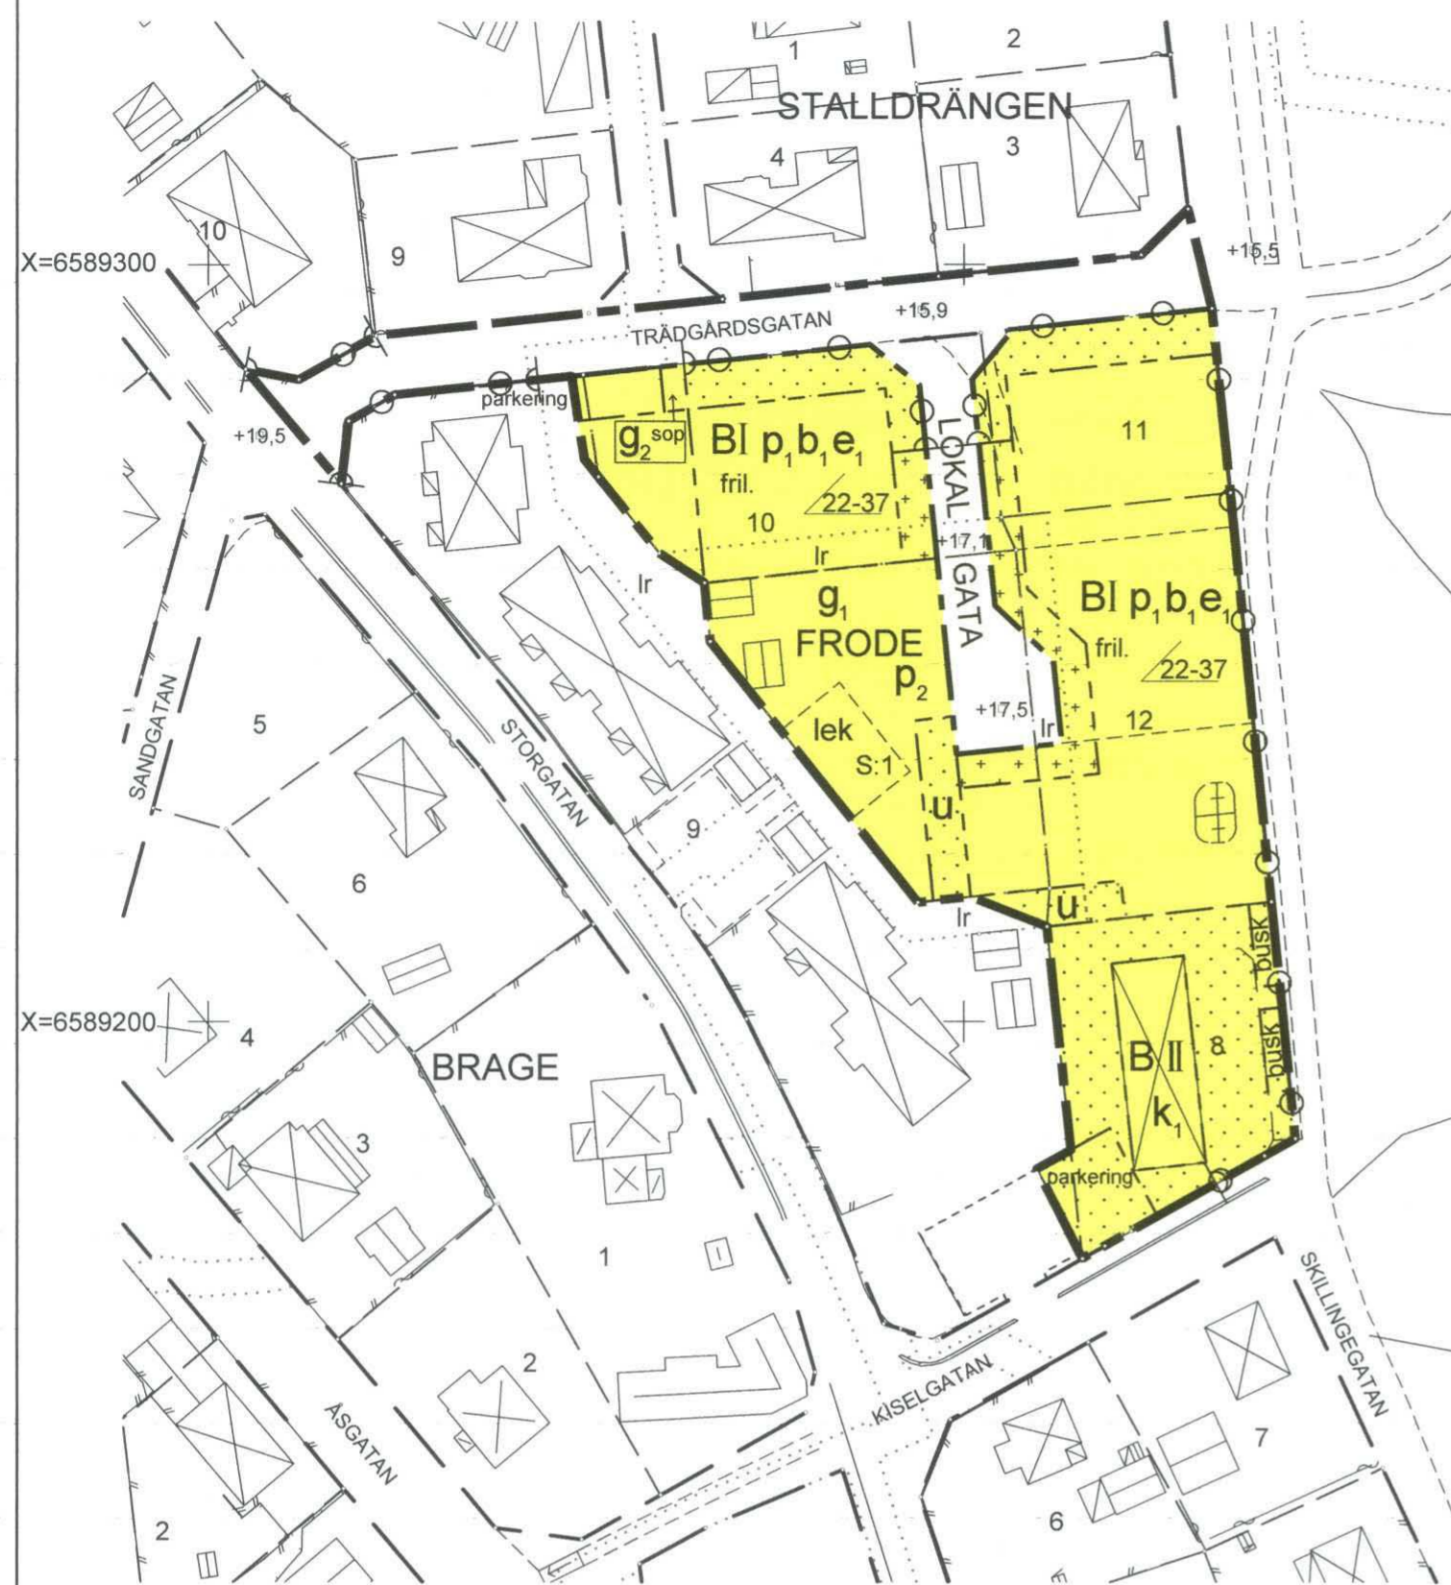 1
2
STALLDRÄNGEN
4
3
10
9
X=6589300
+15,5
TRÄDGÅRDSGATAN
+15,9
parkering
+19,5
g2 sop
BI p1 b1 e1
fril.
22-37
10
lr
LOKAL
GATA
11
+17,1
lr
g1
FRODE
p2
BI p1 b1 e1
fril.
22-37
+17,5
lr
12
SANDGATAN
5
STORGATAN
lek
S:1
u
9
6
u
lr
busk
X=6589200
4
BRAGE
B II
8
busk
k1
3
parkering
1
SKILLINGEGATAN
2
KISELGATAN
ÅSGATAN
7
6
2